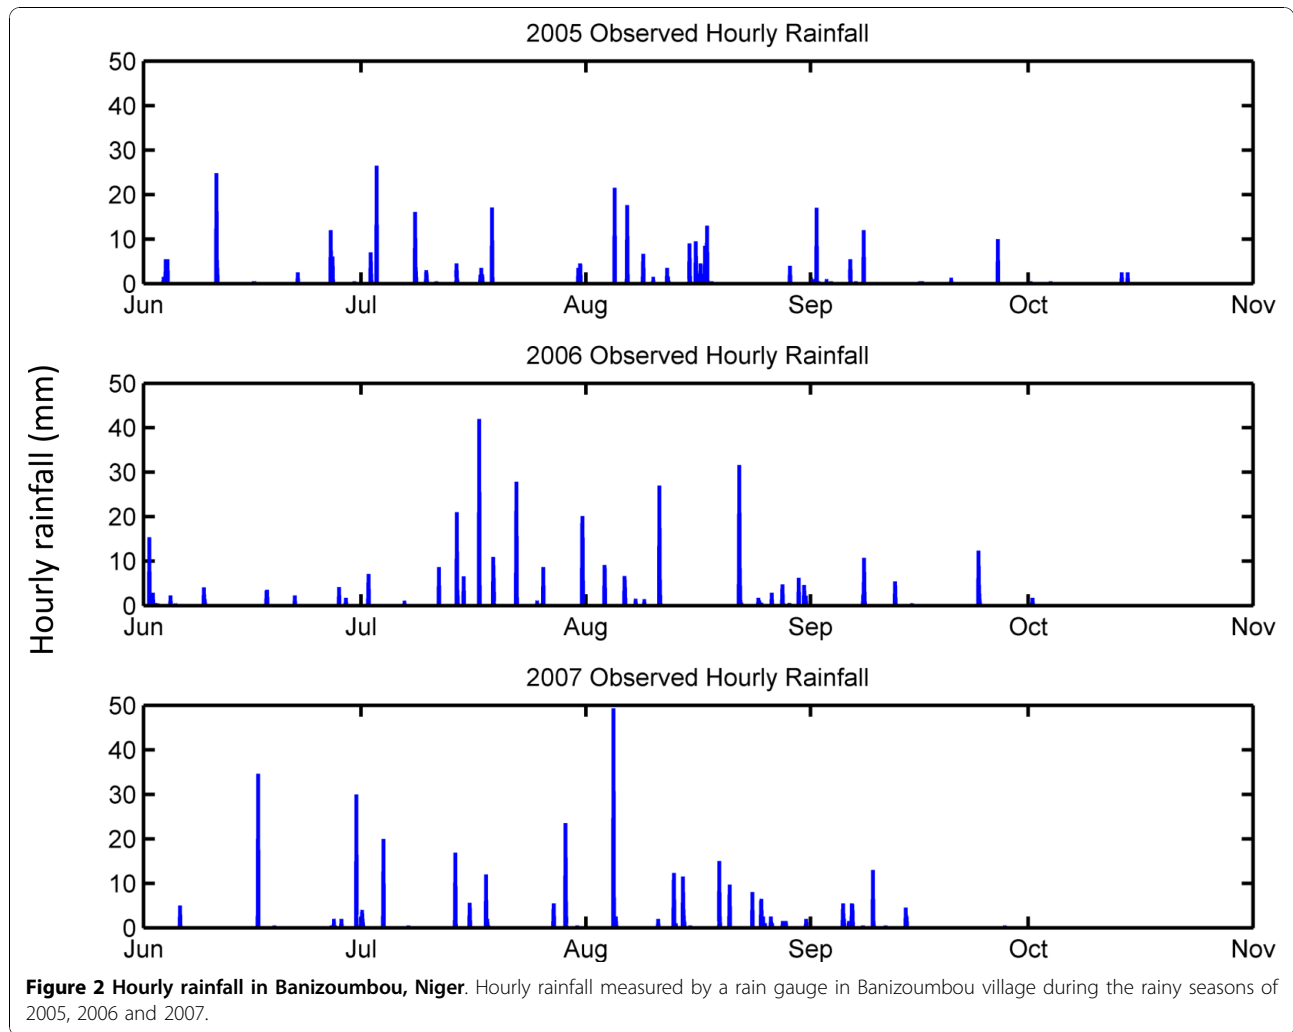 2005 Observed Hourly Rainfall
50
40
30
20
10
0
Jun Jul Aug Sep Oct Nov
2006 Observed Hourly Rainfall
50
40
30
20
10
0
Jun Jul Aug Sep Oct Nov
Hourly rainfall (mm)
2007 Observed Hourly Rainfall
50
40
30
20
10
0
Jun Jul Aug Sep Oct Nov
Figure 2 Hourly rainfall in Banizoumbou, Niger. Hourly rainfall measured by a rain gauge in Banizoumbou village during the rainy seasons of
2005, 2006 and 2007.